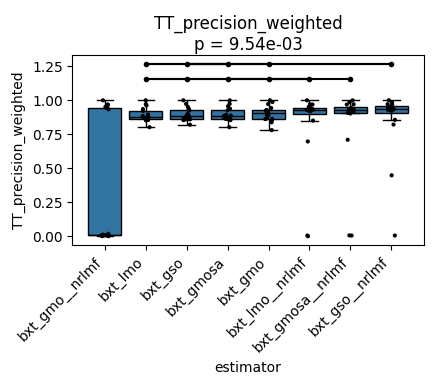 TT_precision_weighted
p = 9.54e-03
1.25
1.00
0.75
0.50
0.25
0.00
TT_precision_weighted
bxt_gmo__nrlmf
bxt_lmo
bxt_gso
bxt_gmosa
bxt_gmo
bxt_lmo__nrlmf
bxt_gmosa__nrlmf
bxt_gso__nrlmf
estimator